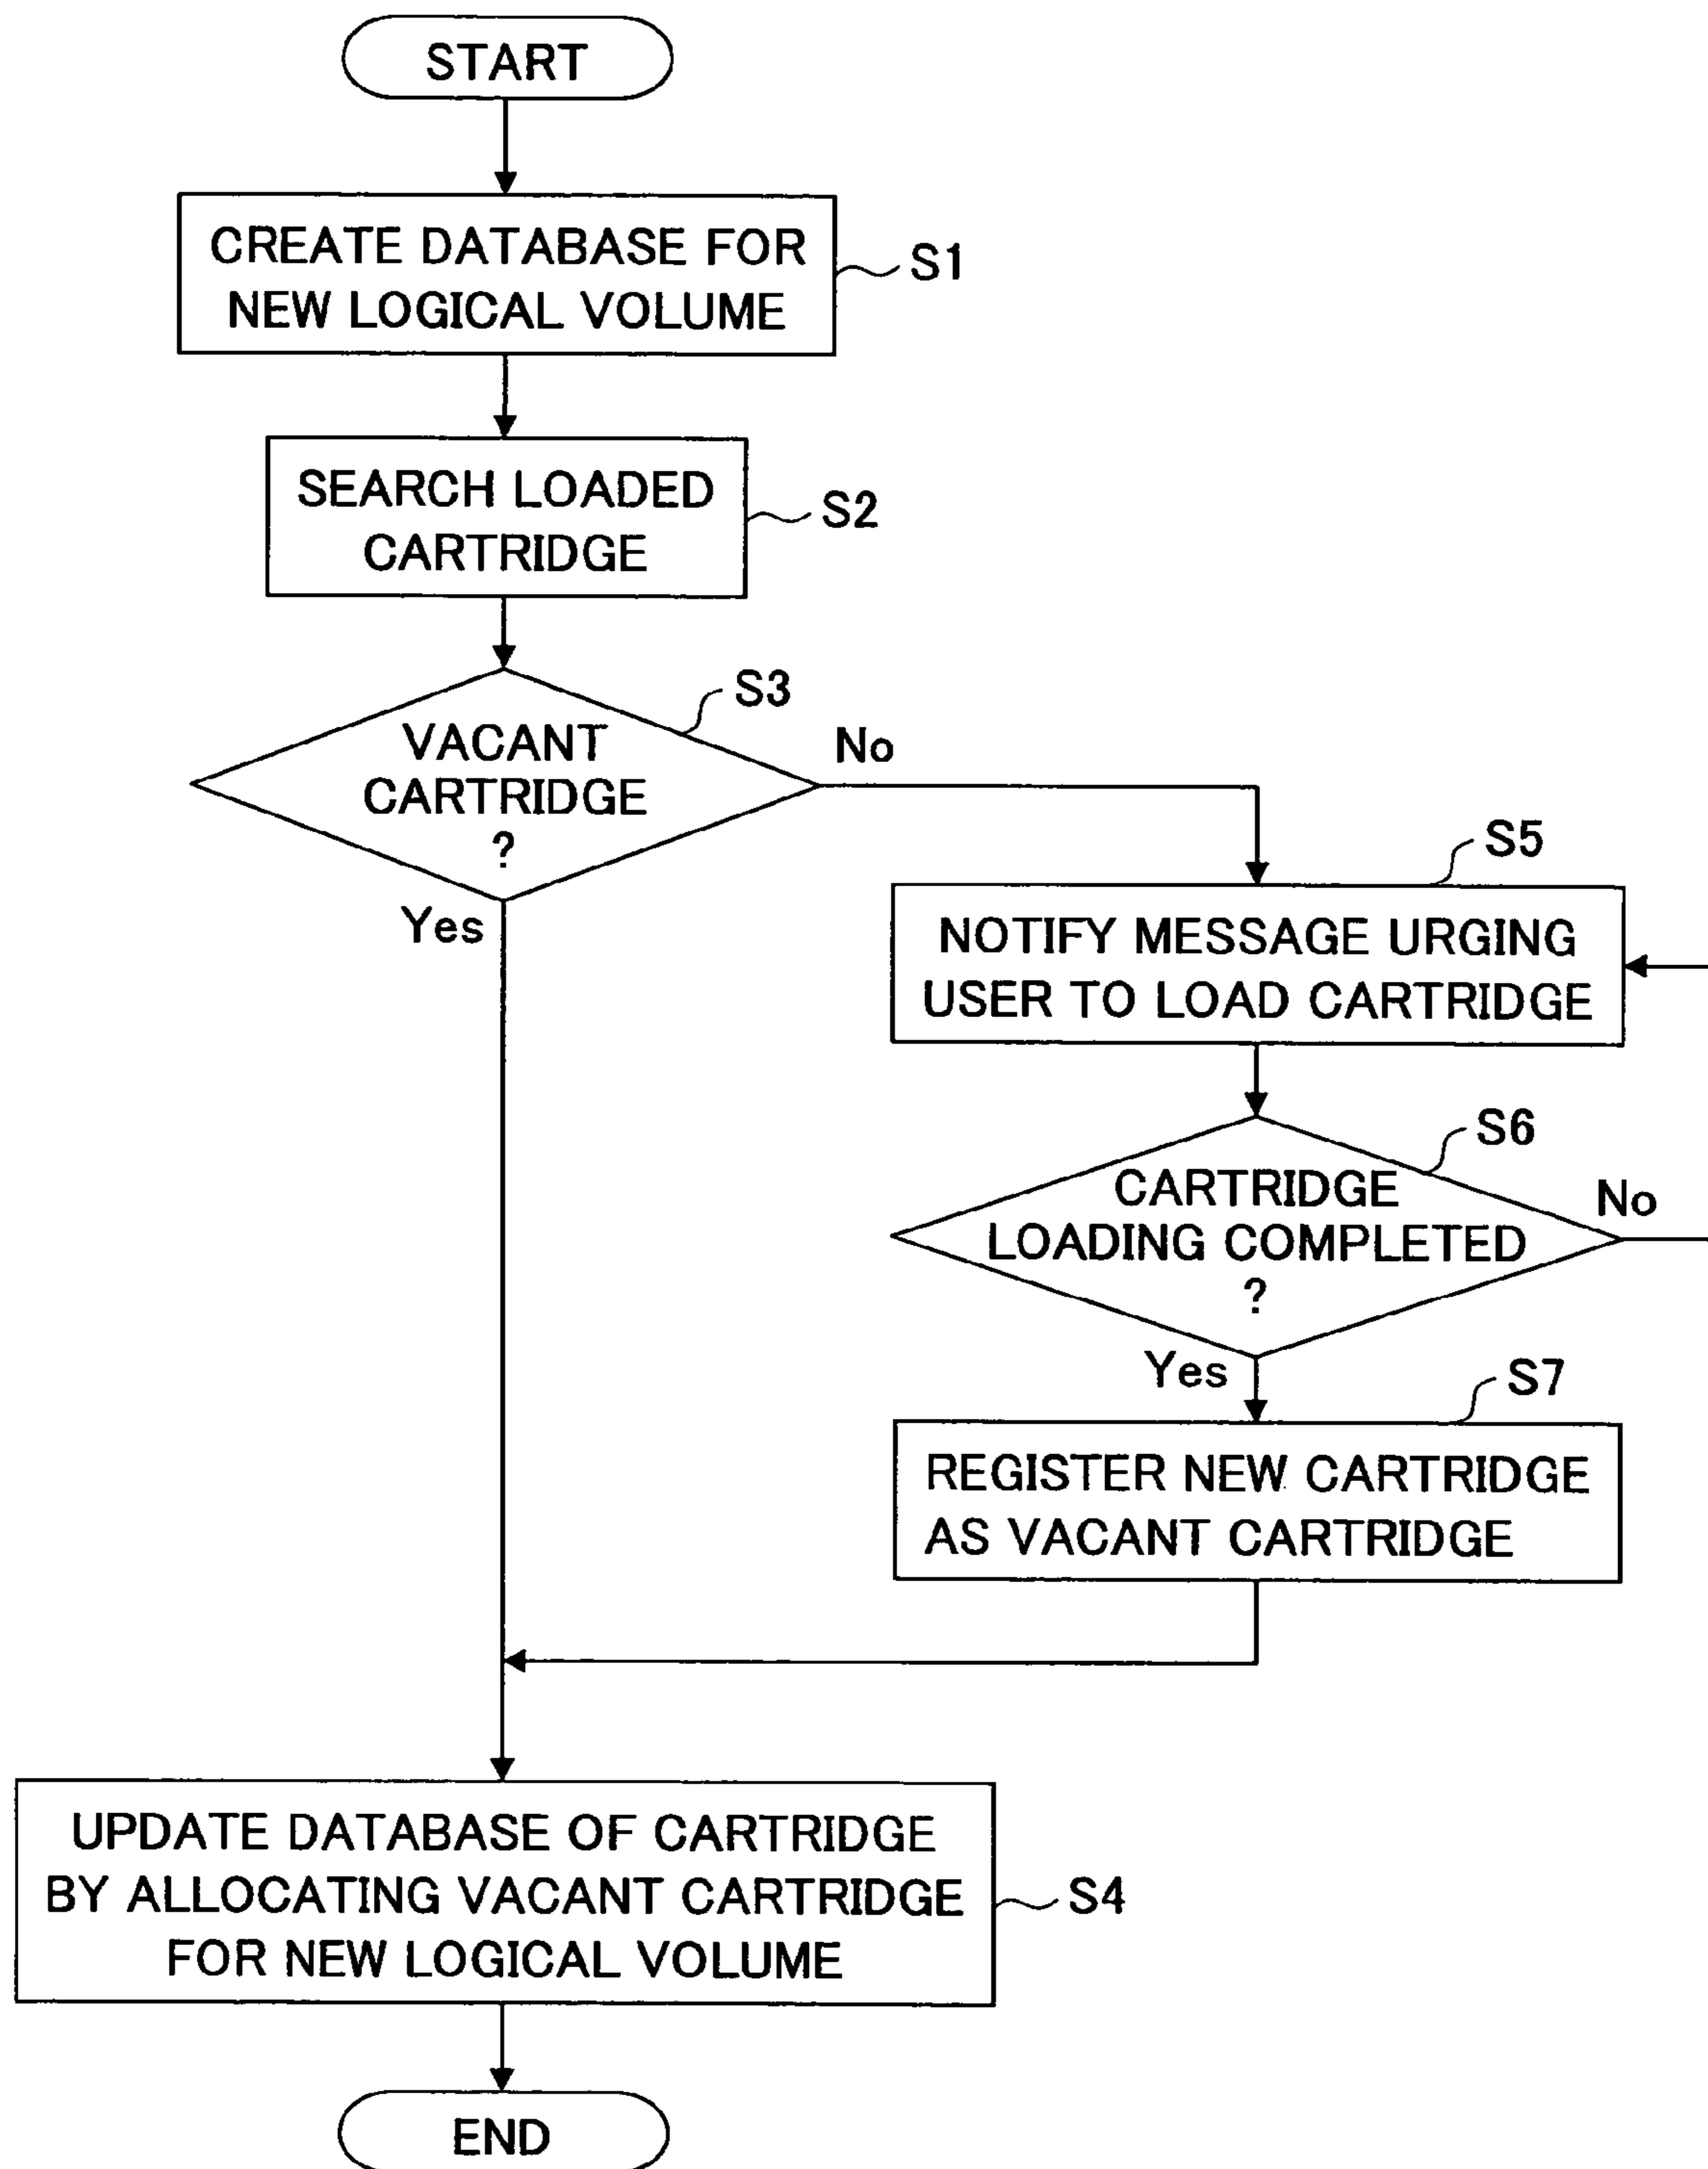 START
CREATE DATABASE FOR
NEW LOGICAL VOLUME
S1
SEARCH LOADED
CARTRIDGE
S2
S3
VACANT
CARTRIDGE
?
No
Yes
S5
NOTIFY MESSAGE URGING
USER TO LOAD CARTRIDGE
S6
CARTRIDGE
LOADING COMPLETED
?
No
Yes
S7
REGISTER NEW CARTRIDGE
AS VACANT CARTRIDGE
UPDATE DATABASE OF CARTRIDGE
BY ALLOCATING VACANT CARTRIDGE
FOR NEW LOGICAL VOLUME
S4
END